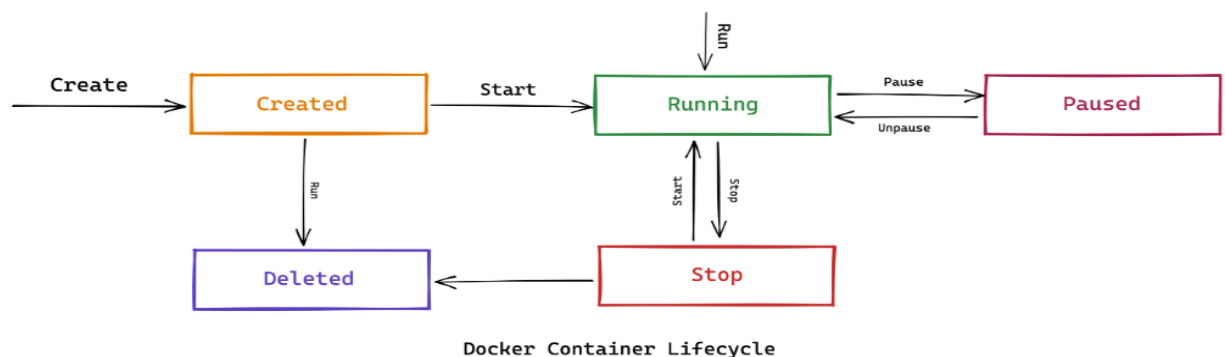 Run
Create
Created
Start
Running
Pause
Unpause
Paused
Run
Start
Stop
Deleted
Stop
Docker Container Lifecycle